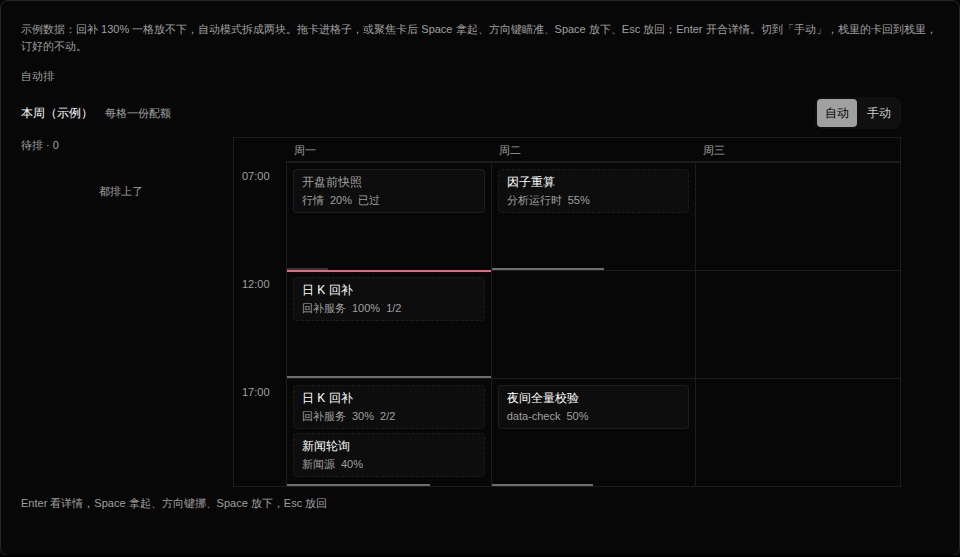 示例数据：回补 130% 一格放不下，自动模式拆成两块。拖卡进格子，或聚焦卡后 Space 拿起、方向键瞄准、Space 放下、Esc 放回；Enter 开合详情。切到「手动」，栈里的卡回到栈里，
订好的不动。
自动排
本周（示例） 每格一份配额 自动 手动
待排 · 0
都排上了
周一 周二 周三
07:00
开盘前快照
行情 20% 已过
因子重算
分析运行时 55%
12:00
日 K 回补
回补服务 100% 1/2
17:00
日 K 回补
回补服务 30% 2/2
新闻轮询
新闻源 40%
夜间全量校验
data-check 50%
Enter 看详情，Space 拿起、方向键挪、Space 放下，Esc 放回